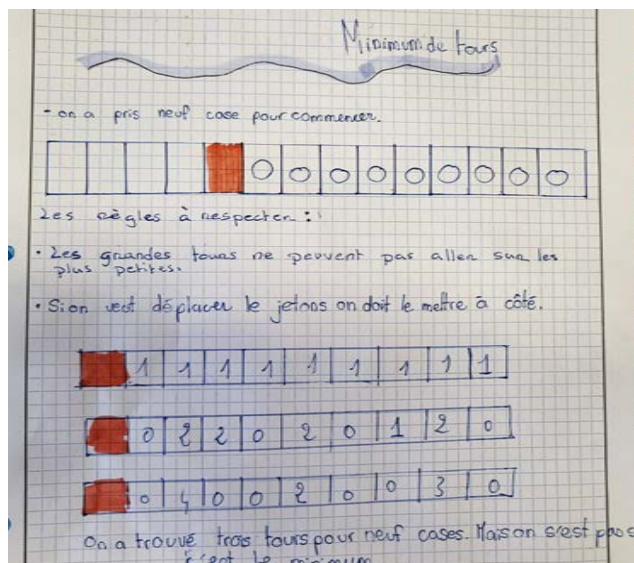 Minimum de tours
- on a pris neuf case pour commencer.
O O O O O O O O O
Les règles à respecter :
• Les grandes tours ne peuvent pas aller sur les
plus petites.
• Si on veut déplacer le jetons on doit le mettre à côté.
1 1 1 1 1 1 1 1 1
0 2 2 0 2 0 1 2 0
0 4 0 0 2 0 0 3 0
On a trouvé trois tours pour neuf cases. Mais on s'est pas s
le minimum